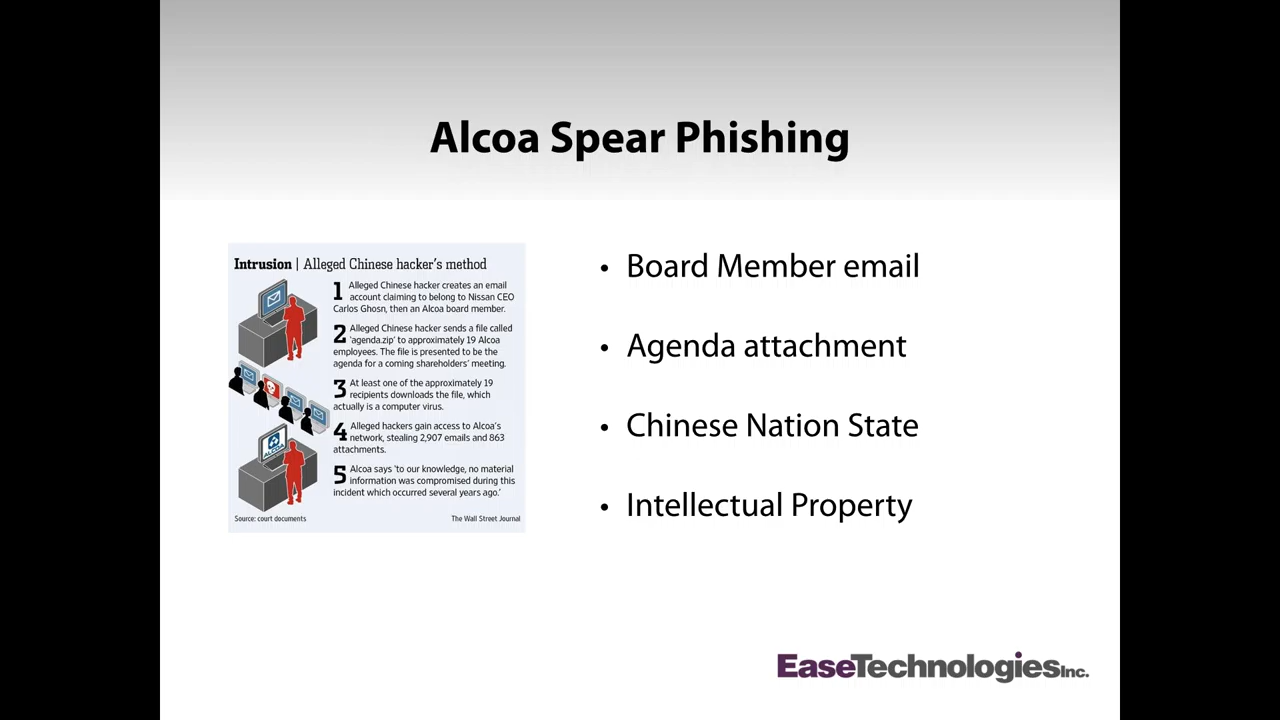 Alcoa Spear Phishing
Intrusion | Alleged Chinese hacker's method
1 Alleged Chinese hacker creates an email
account claiming to belong to Nissan CEO
Carlos Ghosn, then an Alcoa board member.
2 Alleged Chinese hacker sends a file called
'agenda.zip' to approximately 19 Alcoa
employees. The file is presented to be the
agenda for a coming shareholders' meeting.
3 At least one of the approximately 19
recipients downloads the file, which
actually is a computer virus.
4 Alleged hackers gain access to Alcoa's
network, stealing 2,907 emails and 863
attachments.
ALCOA
5 Alcoa says 'to our knowledge, no material
information was compromised during this
incident which occurred several years ago.'
Source: court documents
The Wall Street Journal
• Board Member email
• Agenda attachment
• Chinese Nation State
• Intellectual Property
EaseTechnologies Inc.